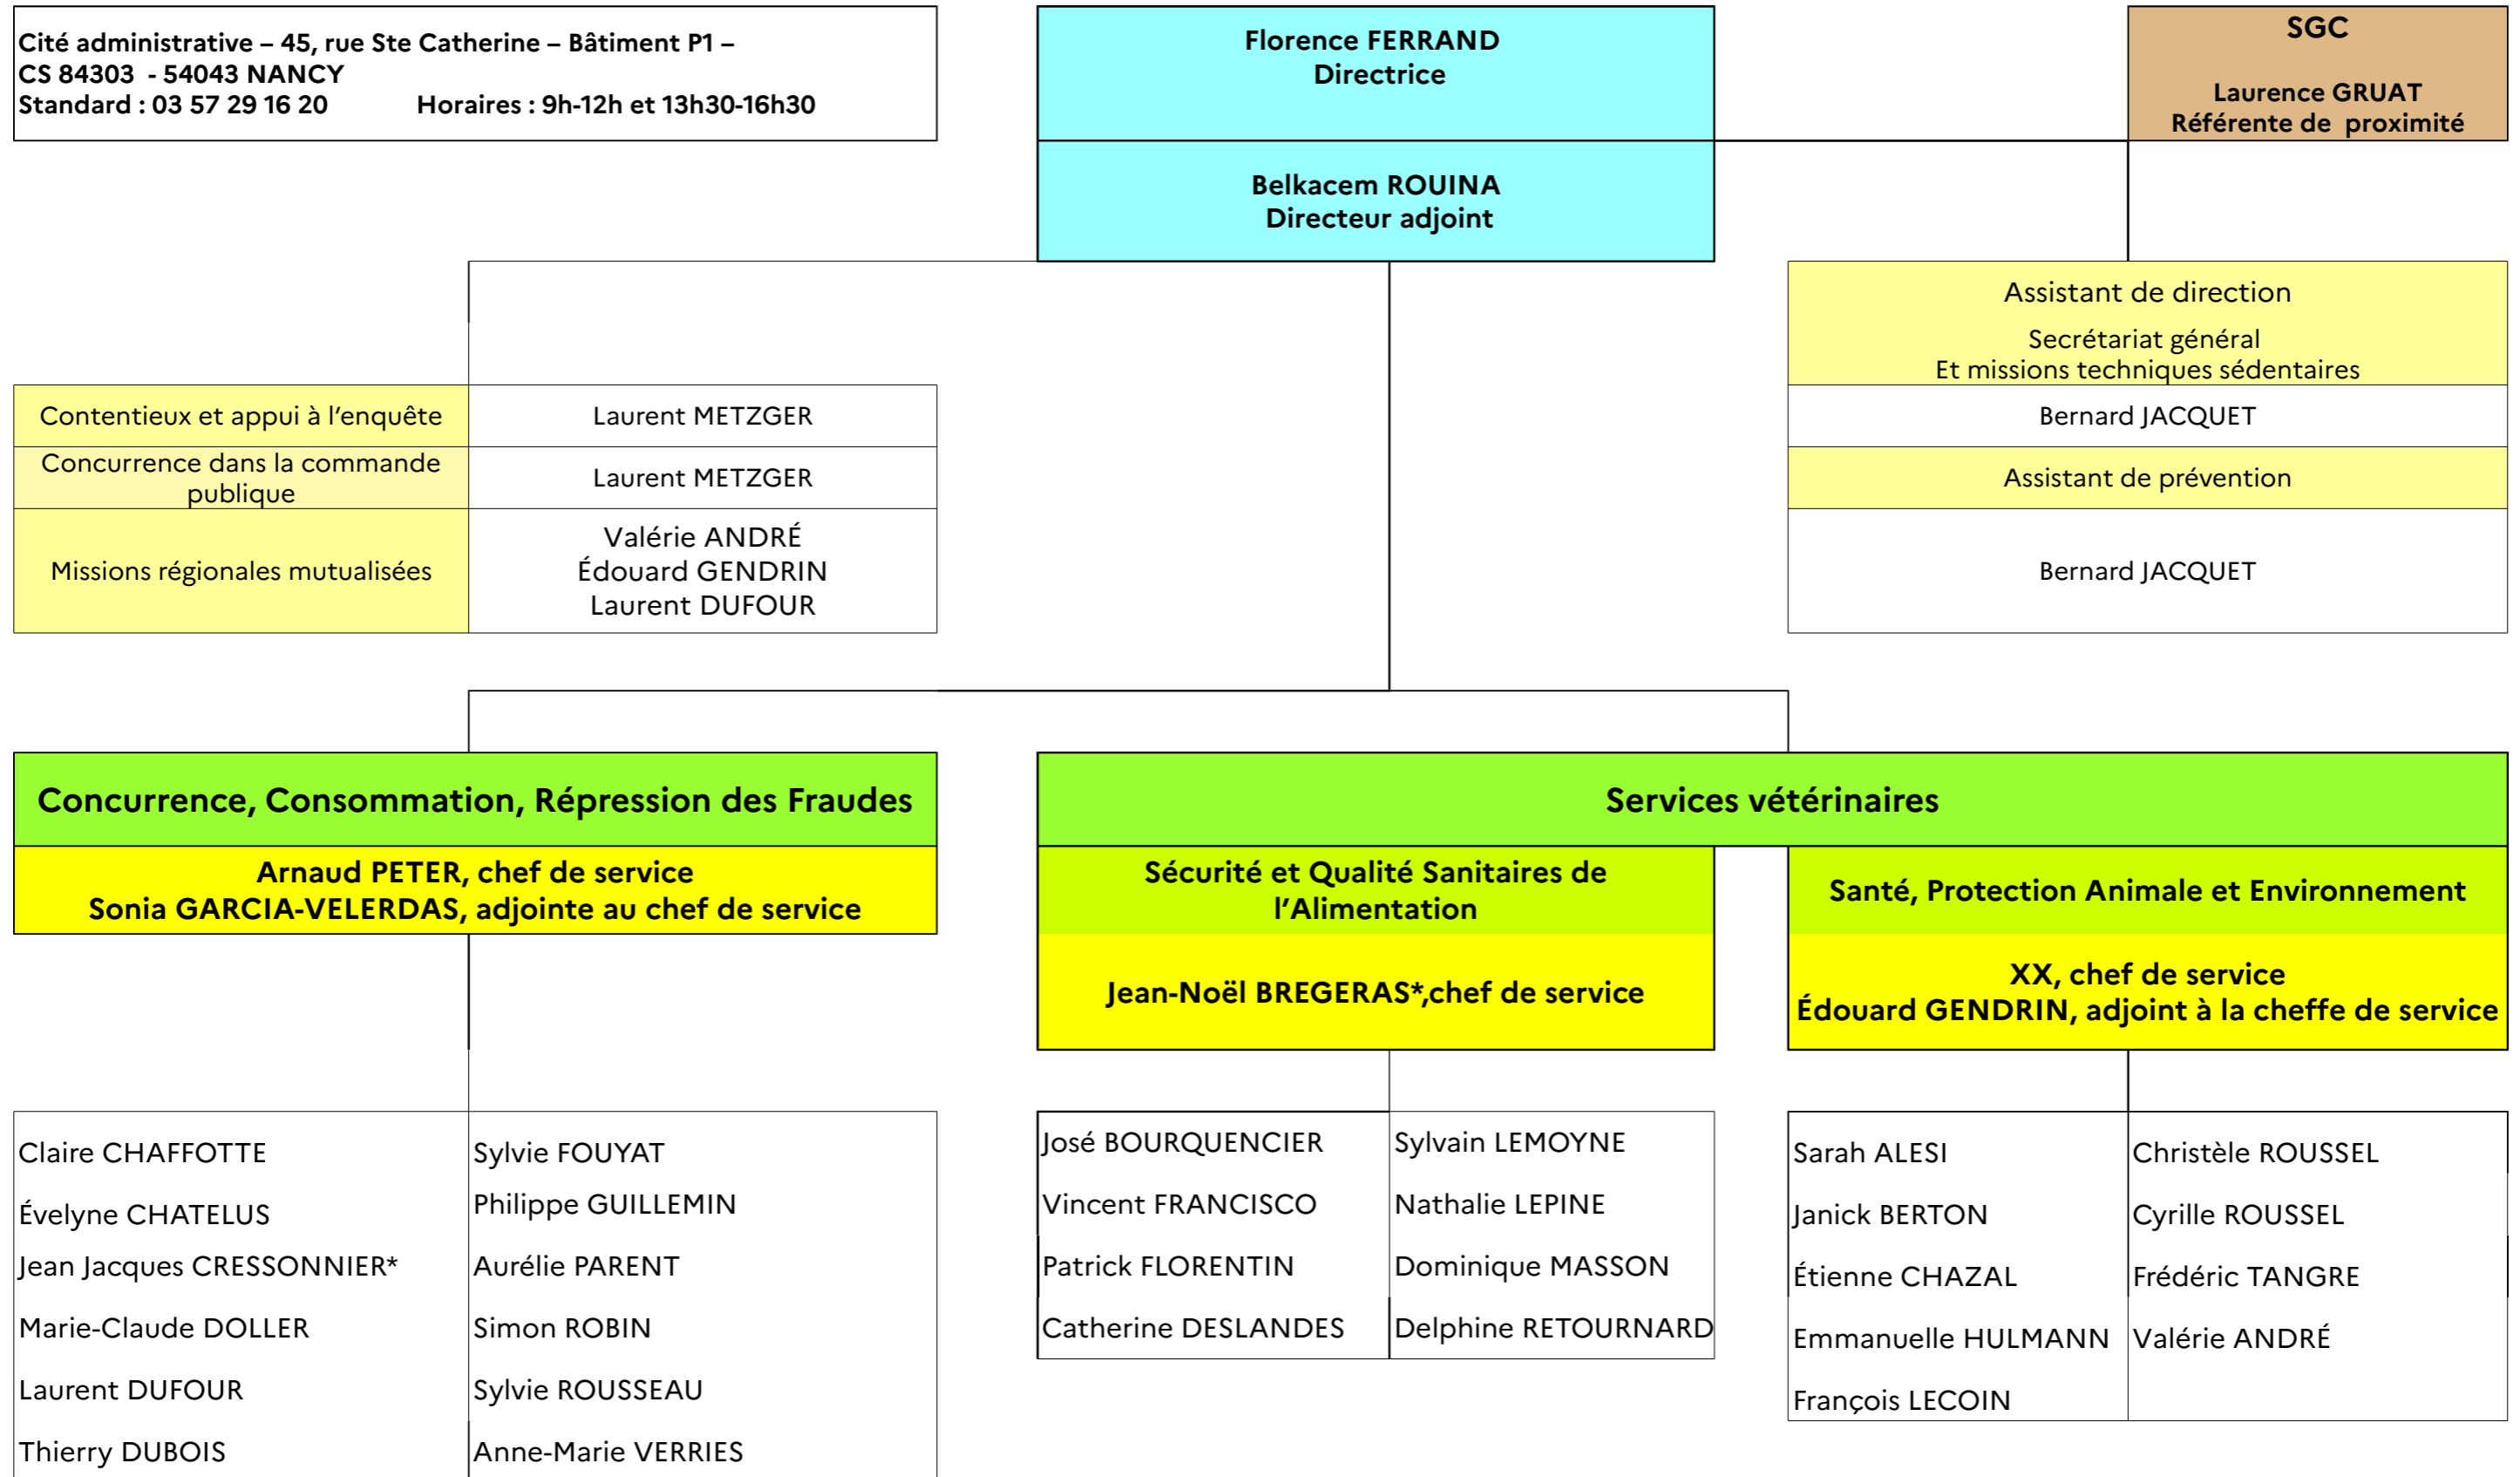 Cité administrative – 45, rue Ste Catherine – Bâtiment P1 –
CS 84303 - 54043 NANCY
Standard : 03 57 29 16 20 Horaires : 9h-12h et 13h30-16h30
Florence FERRAND
Directrice
SGC
Laurence GRUAT
Référente de proximité
Belkacem ROUINA
Directeur adjoint
Assistant de direction
Secrétariat général
Et missions techniques sédentaires
Bernard JACQUET
Assistant de prévention
Bernard JACQUET
Contentieux et appui à l’enquête
Laurent METZGER
Concurrence dans la commande
publique
Laurent METZGER
Missions régionales mutualisées
Valérie ANDRÉ
Édouard GENDRIN
Laurent DUFOUR
Concurrence, Consommation, Répression des Fraudes
Arnaud PETER, chef de service
Sonia GARCIA-VELERDAS, adjointe au chef de service
Claire CHAFFOTTE
Évelyne CHATELUS
Jean Jacques CRESSONNIER*
Marie-Claude DOLLER
Laurent DUFOUR
Thierry DUBOIS
Sylvie FOUYAT
Philippe GUILLEMIN
Aurélie PARENT
Simon ROBIN
Sylvie ROUSSEAU
Anne-Marie VERRIES
Services vétérinaires
Sécurité et Qualité Sanitaires de
l’Alimentation
Jean-Noël BREGERAS*,chef de service
José BOURQUENCIER
Vincent FRANCISCO
Patrick FLORENTIN
Catherine DESLANDES
Sylvain LEMOYNE
Nathalie LEPINE
Dominique MASSON
Delphine RETOURNARD
Santé, Protection Animale et Environnement
XX, chef de service
Édouard GENDRIN, adjoint à la cheffe de service
Sarah ALESI
Janick BERTON
Étienne CHAZAL
Emmanuelle HULMANN
François LECOIN
Christèle ROUSSEL
Cyrille ROUSSEL
Frédéric TANGRE
Valérie ANDRÉ